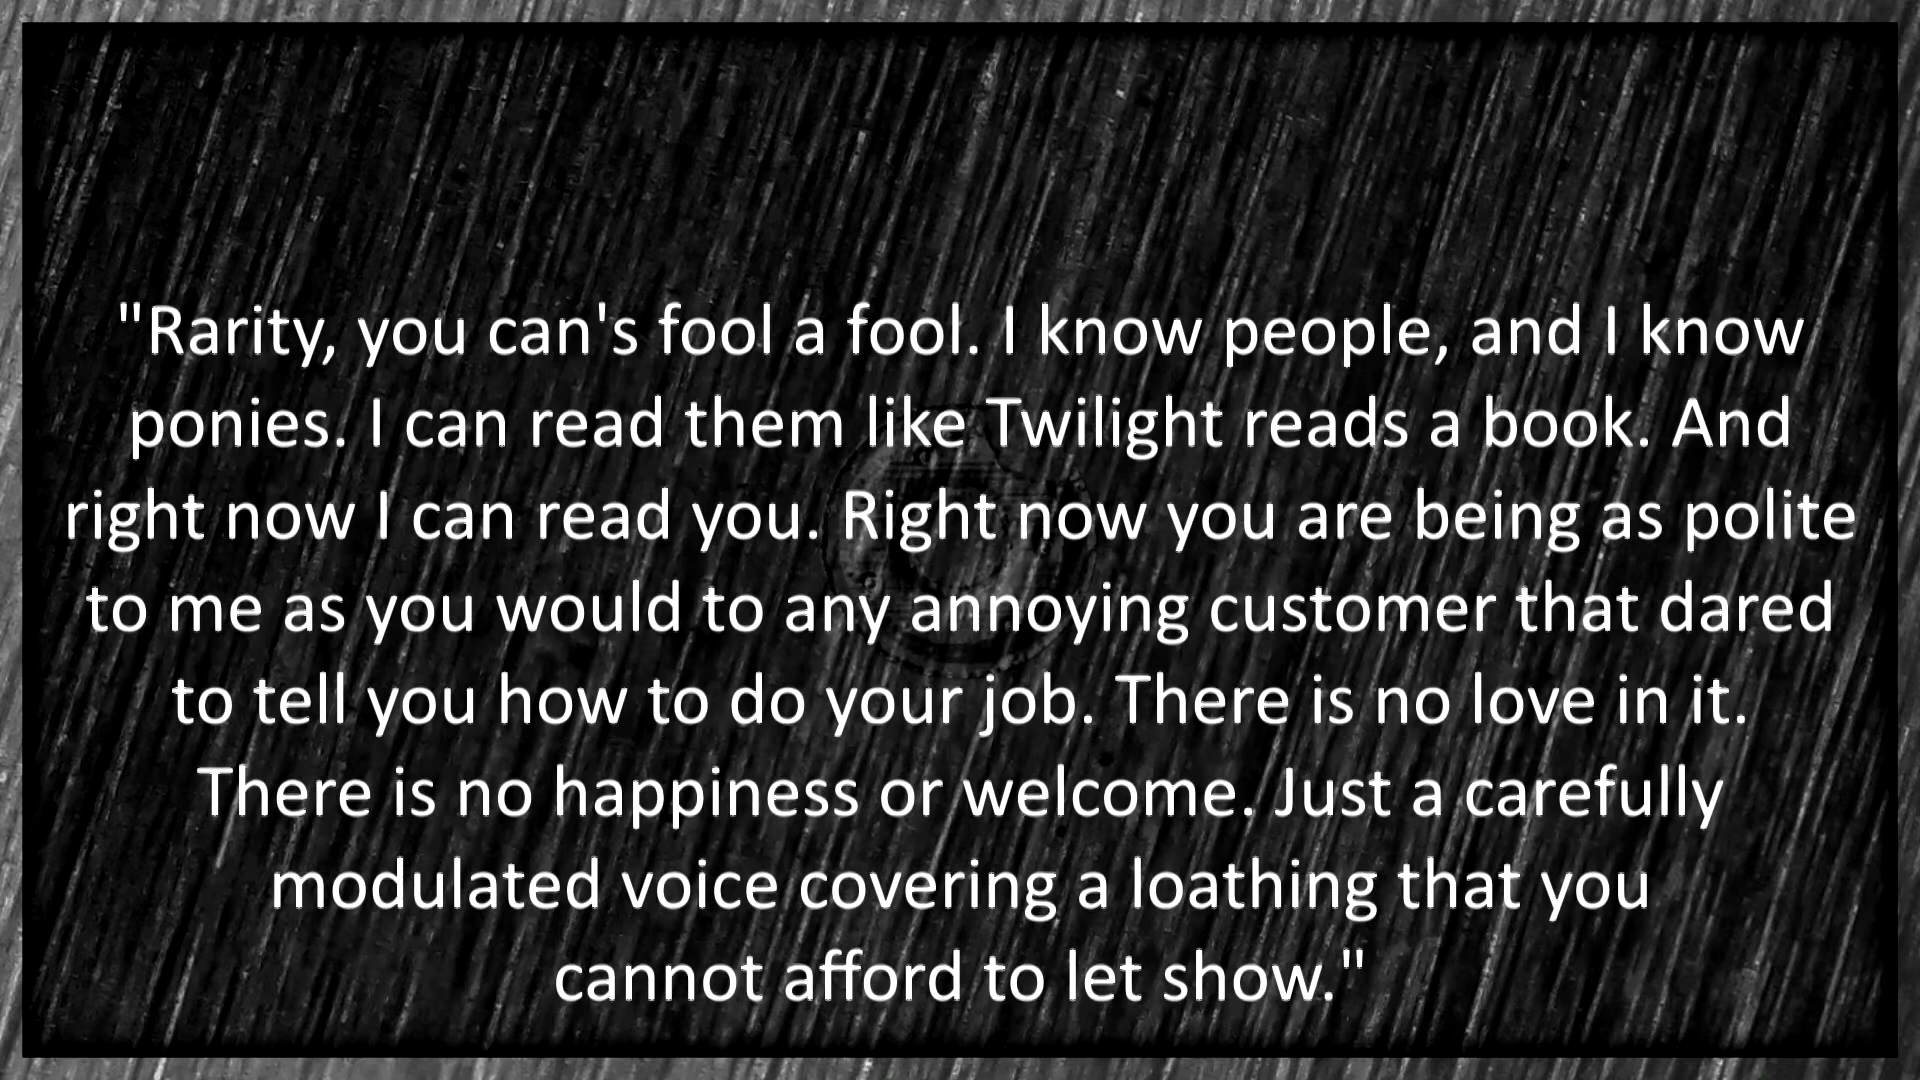 "Rarity, you can's fool a fool. I know people, and I know
ponies. I can read them like Twilight reads a book. And
right now I can read you. Right now you are being as polite
to me as you would to any annoying customer that dared
to tell you how to do your job. There is no love in it.
There is no happiness or welcome. Just a carefully
modulated voice covering a loathing that you
cannot afford to let show."